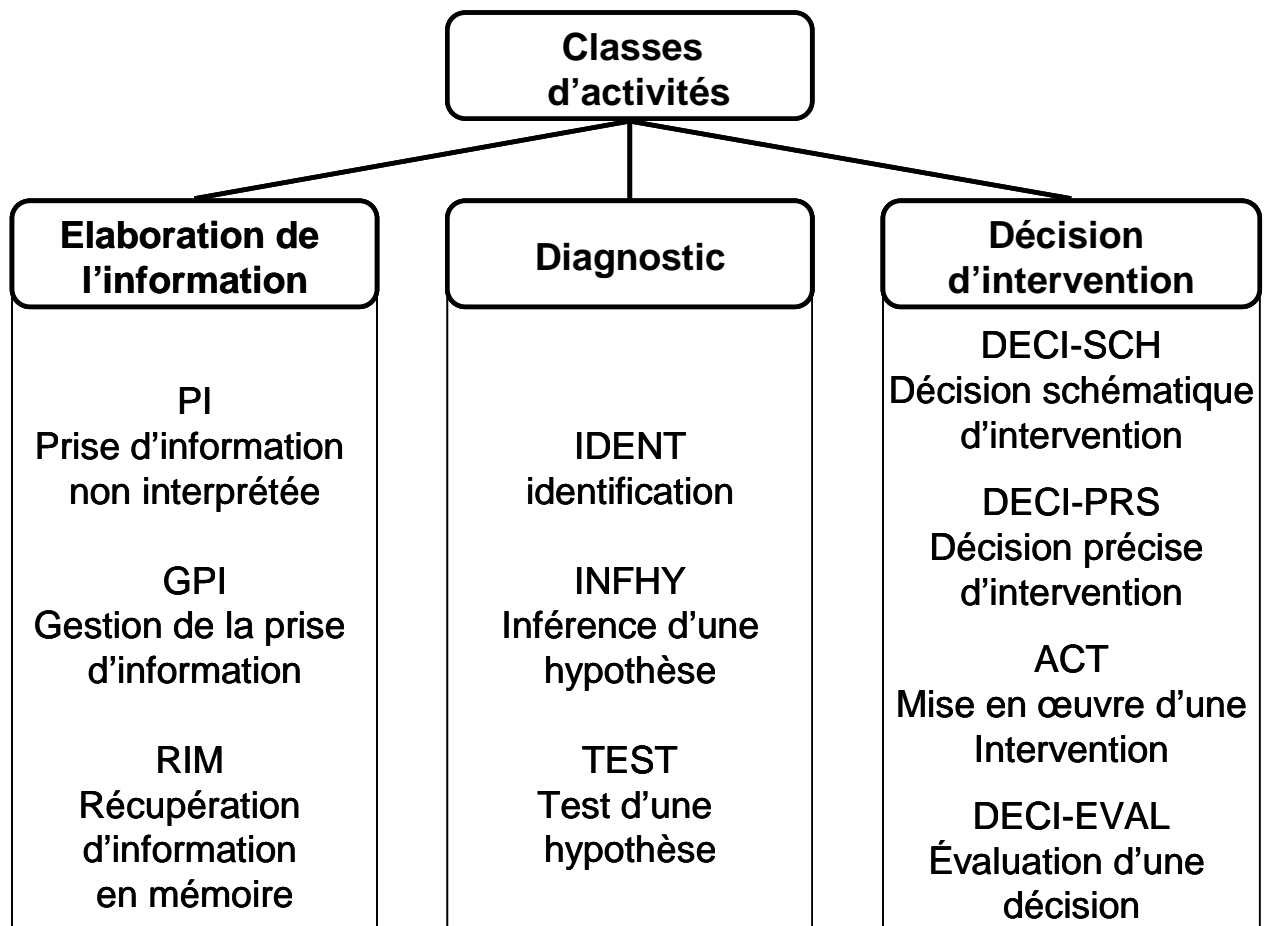 Classes
d’activités
Elaboration de
l’information
PI
Prise d’information
non interprétée
GPI
Gestion de la prise
d’information
RIM
Récupération
d’information
en mémoire
Diagnostic
IDENT
identification
INFHY
Inférence d’une
hypothèse
TEST
Test d’une
hypothèse
Décision
d’intervention
DECI-SCH
Décision schématique
d’intervention
DECI-PRS
Décision précise
d’intervention
ACT
Mise en œuvre d’une
Intervention
DECI-EVAL
Évaluation d’une
décision